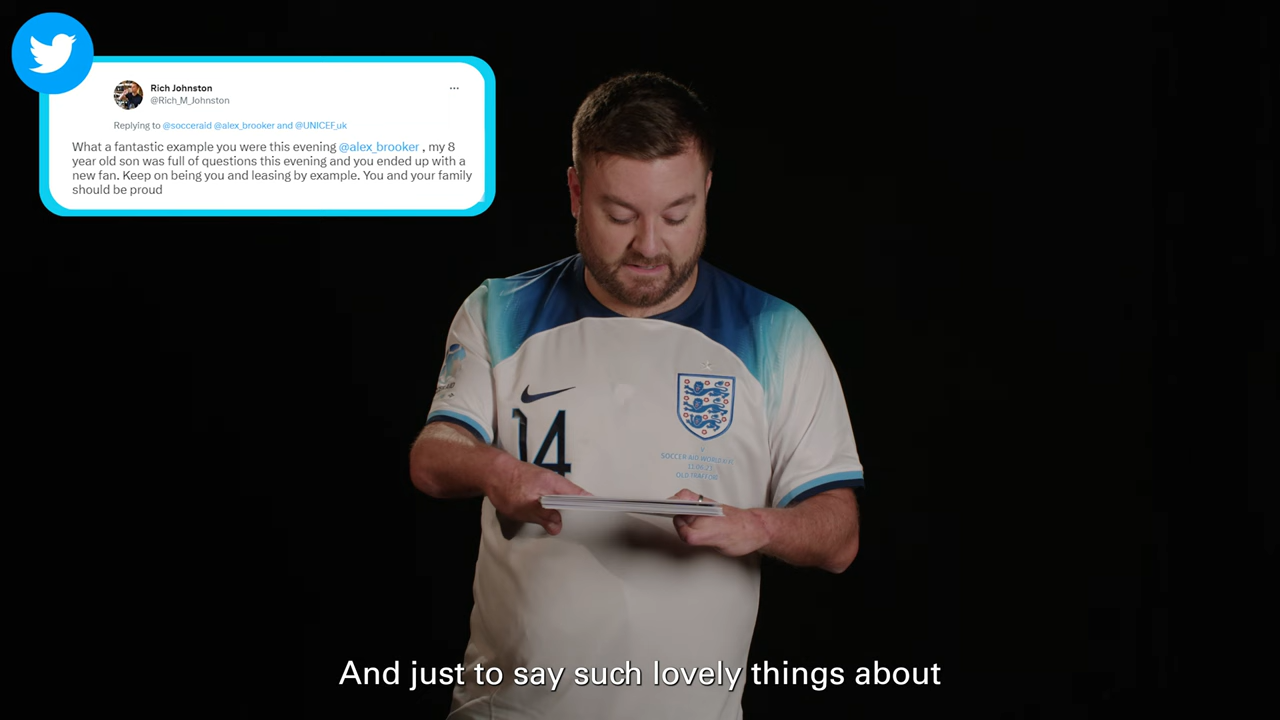 Rich Johnston
@Rich_M_Johnston
Replying to @socceraid @alex_brooker and @UNICEF_uk
What a fantastic example you were this evening @alex_brooker , my 8
year old son was full of questions this evening and you ended up with a
new fan. Keep on being you and leasing by example. You and your family
should be proud
14
SOCCER AID WORLD
11.06.23
OLD TRAFFORD
And just to say such lovely things about